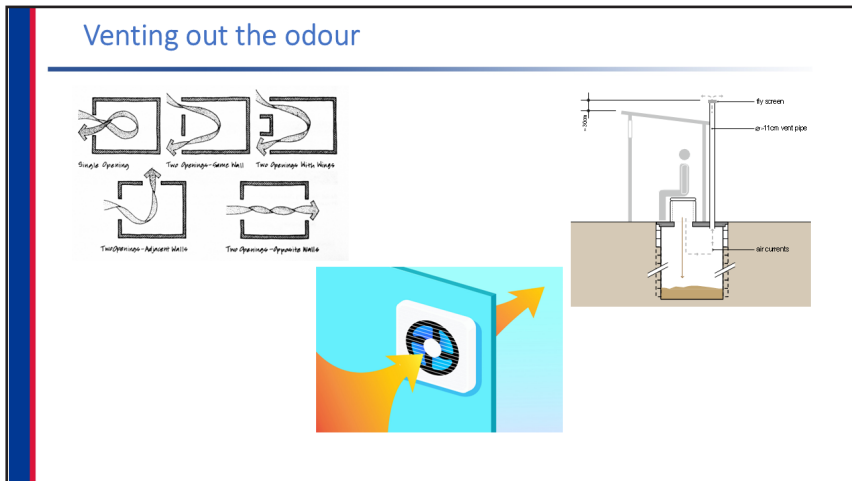 Venting out the odour
Single Opening
Two Openings-Same Wall
Two Openings With Wings
Two Openings-Adjacent Walls
Two Openings-Opposite Walls
~30cm
fly screen
⌀ ~11cm vent pipe
air currents